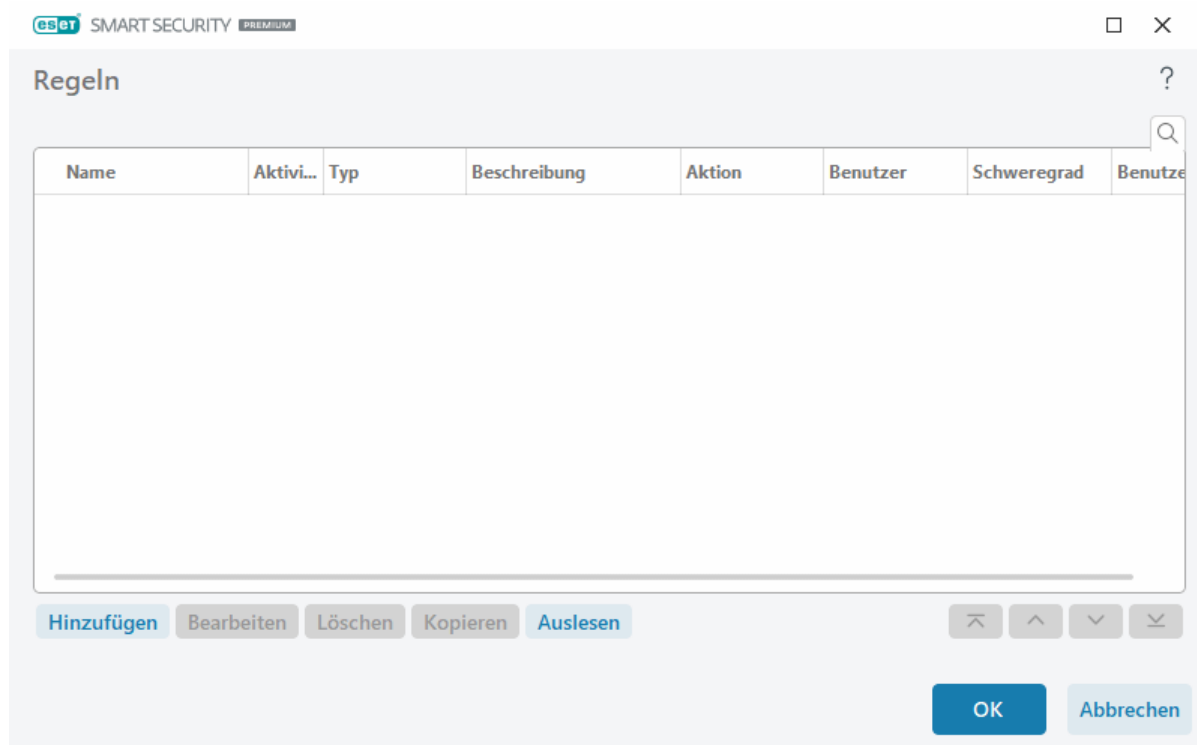 eset SMART SECURITY PREMIUM
Regeln
?
Name Aktivi... Typ Beschreibung Aktion Benutzer Schweregrad Benutze
Hinzufügen Bearbeiten Löschen Kopieren Auslesen
OK Abbrechen